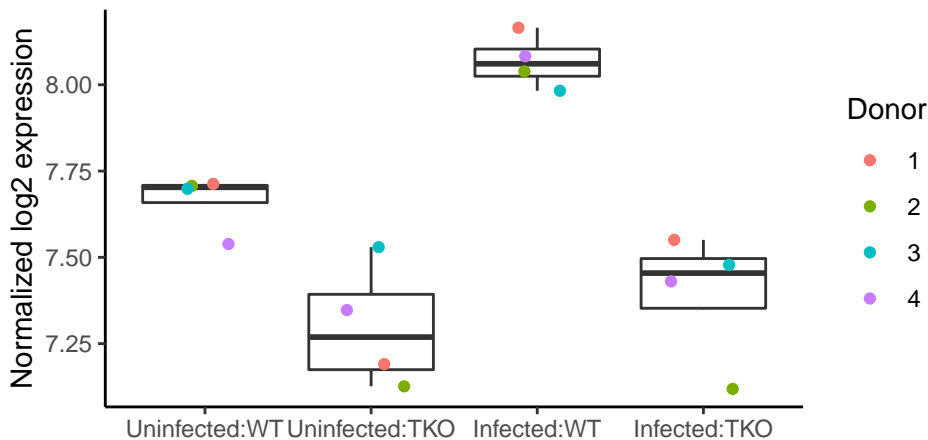 Normalized log2 expression
8.00
7.75
7.50
7.25
Uninfected:WT
Uninfected:TKO
Infected:WT
Infected:TKO
Donor
1
2
3
4